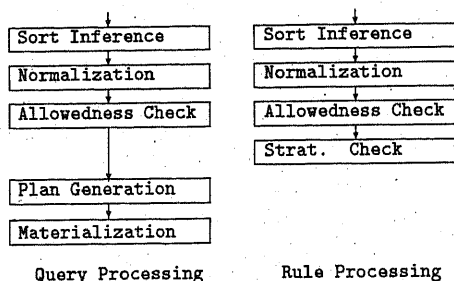 Sort Inference
Normalization
Allowedness Check
Plan Generation
Materialization
Query Processing
Sort Inference
Normalization
Allowedness Check
Strat. Check
Rule Processing